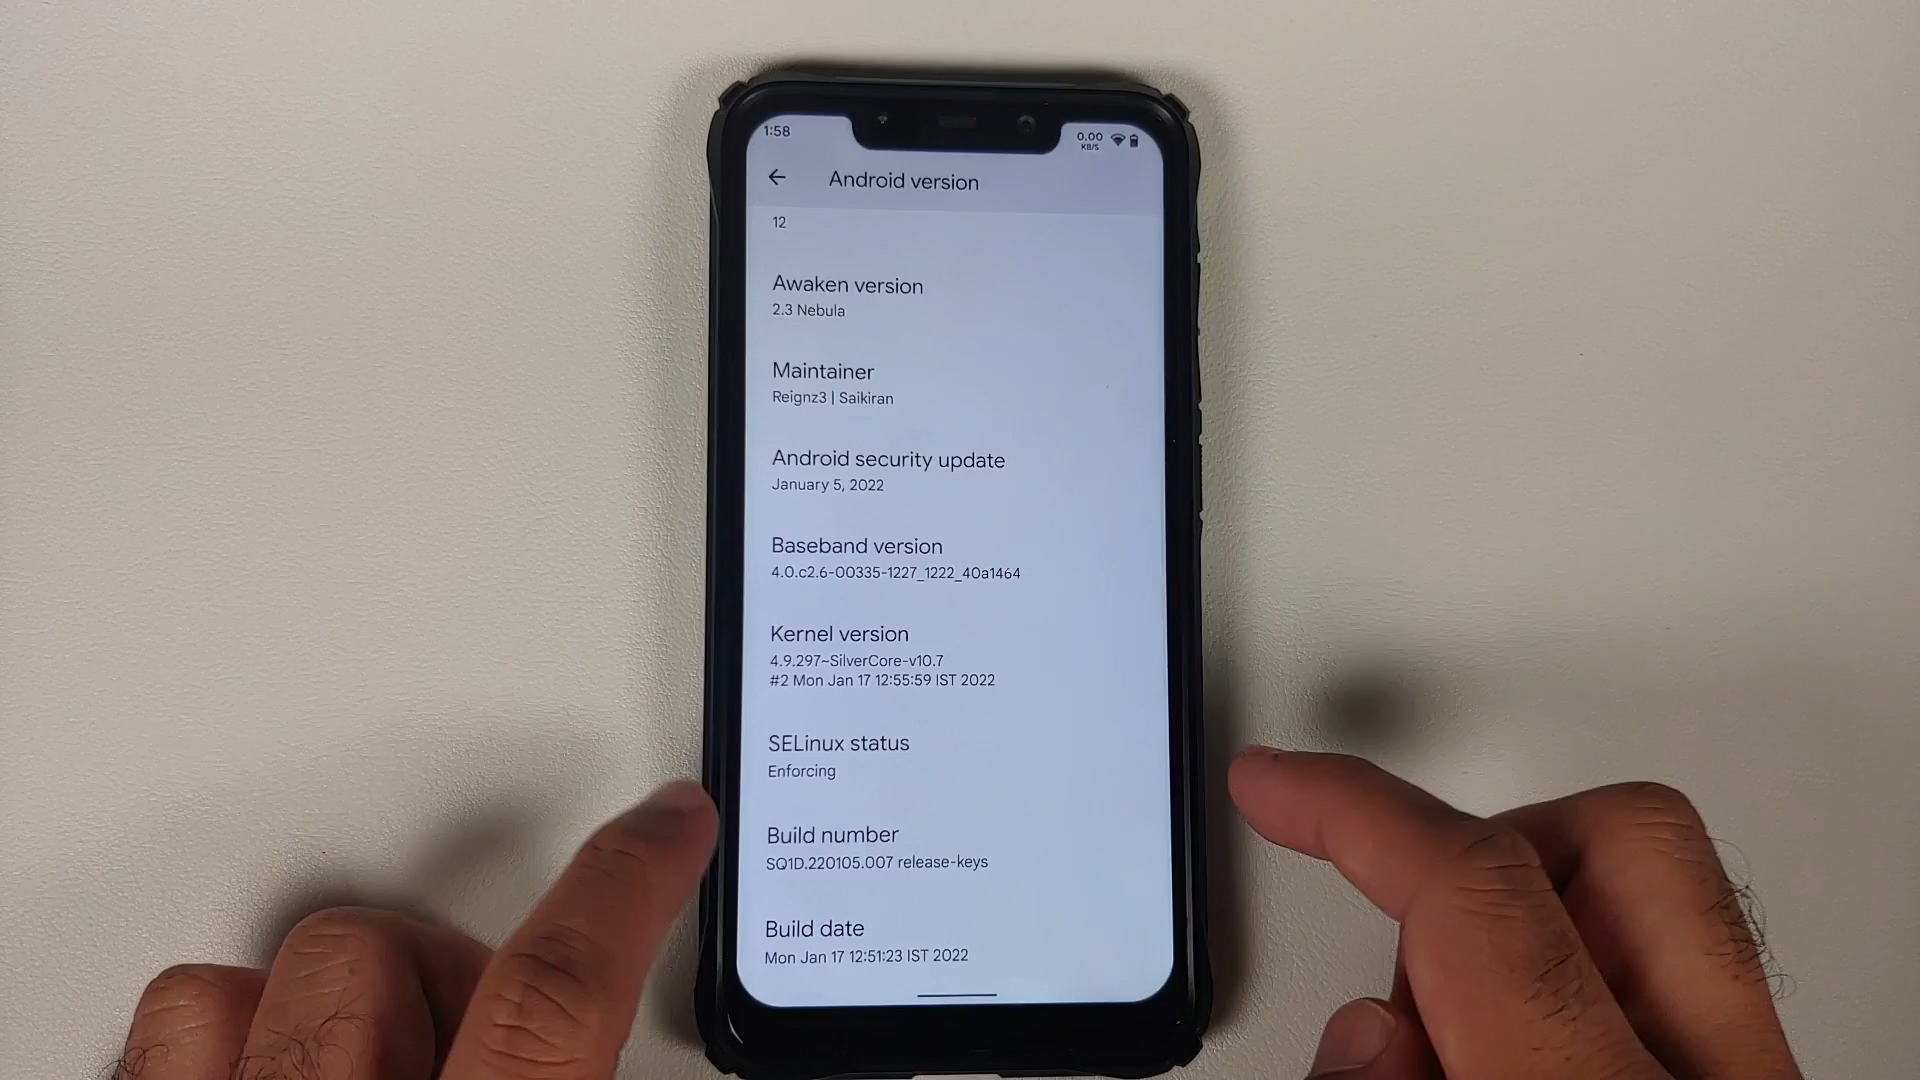 1:58
0.00
KB/S
Android version
12
Awaken version
2.3 Nebula
Maintainer
Reignz3 | Saikiran
Android security update
January 5, 2022
Baseband version
4.0.c2.6-00335-1227_1222_40a1464
Kernel version
4.9.297~SilverCore-v10.7
#2 Mon Jan 17 12:55:59 IST 2022
SELinux status
Enforcing
Build number
SQ1D.220105.007 release-keys
Build date
Mon Jan 17 12:51:23 IST 2022